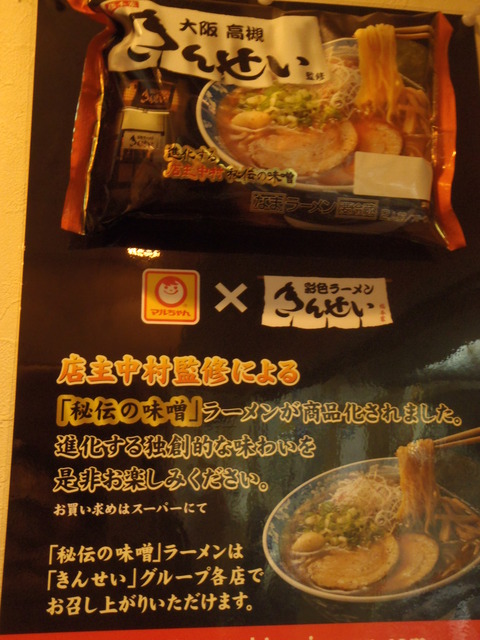 大阪 高槻
きんせい
監修
進化する
店主中村 秘伝の味噌
マルちゃん
×
彩色ラーメン
きんせい
店主中村監修による
「秘伝の味噌」ラーメンが商品化されました。
進化する独創的な味わいを
是非お楽しみください。
お買い求めはスーパーにて
「秘伝の味噌」ラーメンは
「きんせい」グループ各店で
お召し上がりいただけます。